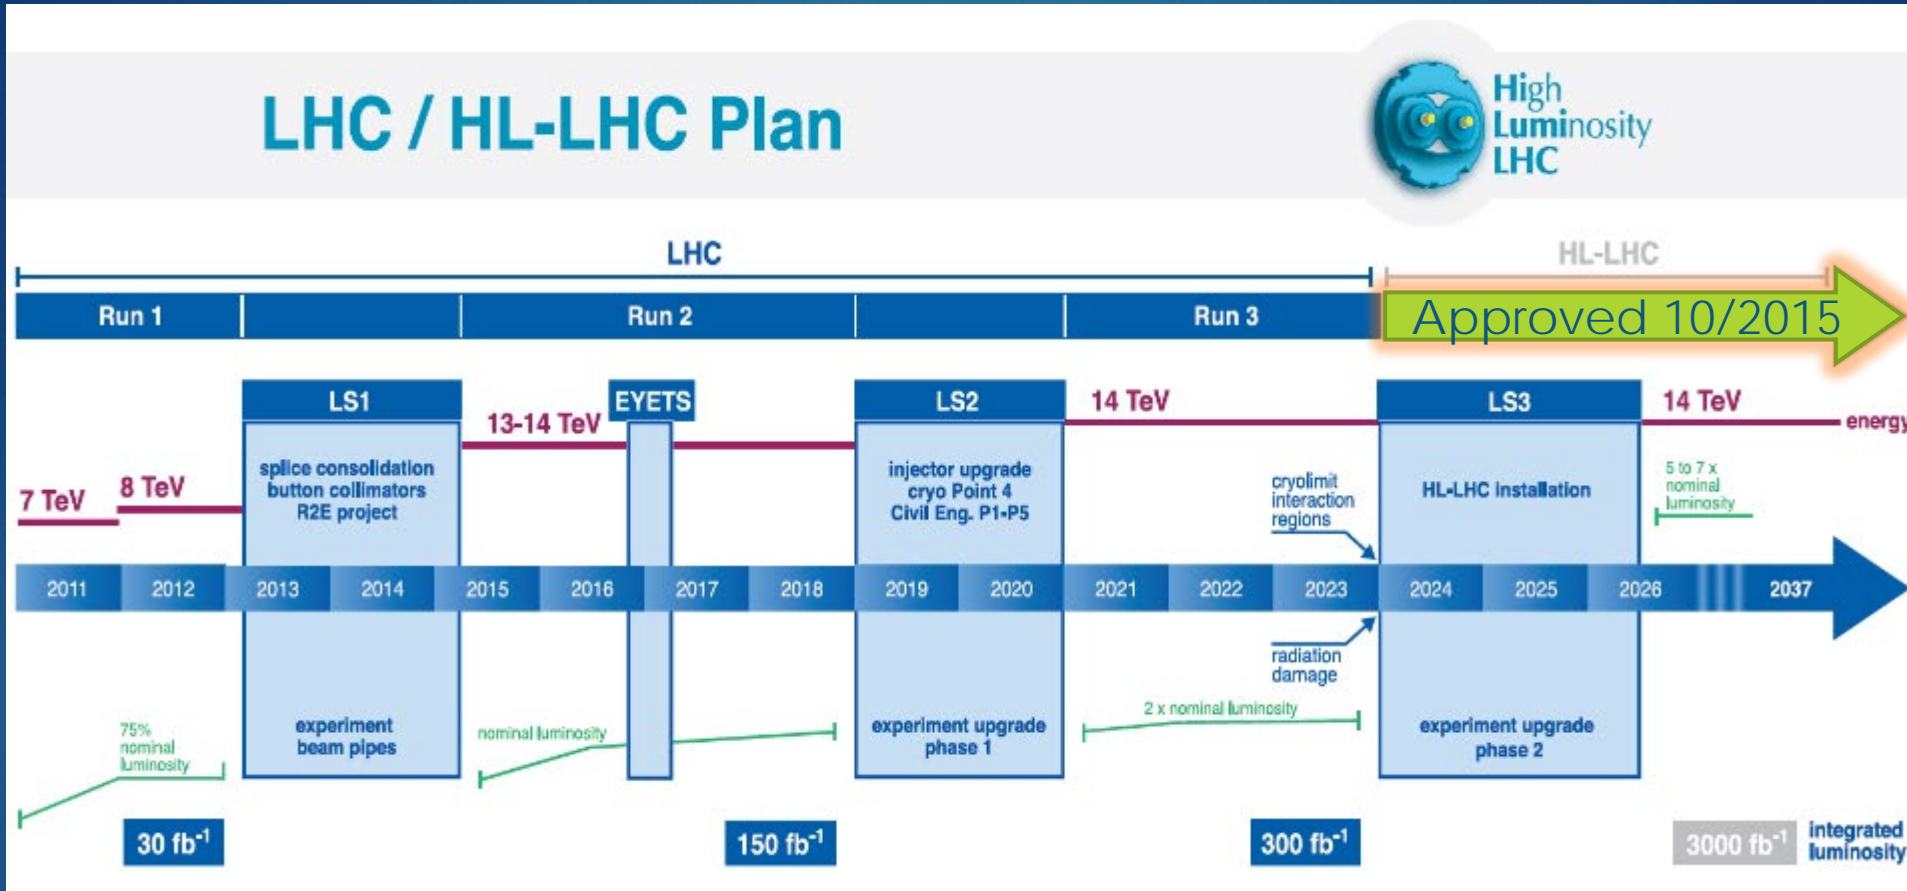 LHC / HL-LHC Plan
High
Luminosity
LHC
LHC
HL-LHC
Run 1
Run 2
Run 3
Approved 10/2015
LS1
EYETS
LS2
14 TeV
LS3
14 TeV
13-14 TeV
energy
splice consolidation
button collimators
R2E project
injector upgrade
cryo Point 4
Civil Eng. P1-P5
cryolimit
interaction
regions
HL-LHC installation
5 to 7 x
nominal
luminosity
7 TeV
8 TeV
2011 2012 2013 2014 2015 2016 2017 2018 2019 2020 2021 2022 2023 2024 2025 2026 2037
radiation
damage
75%
nominal
luminosity
experiment
beam pipes
nominal luminosity
experiment upgrade
phase 1
2 x nominal luminosity
experiment upgrade
phase 2
30 fb⁻¹
150 fb⁻¹
300 fb⁻¹
3000 fb⁻¹
integrated
luminosity